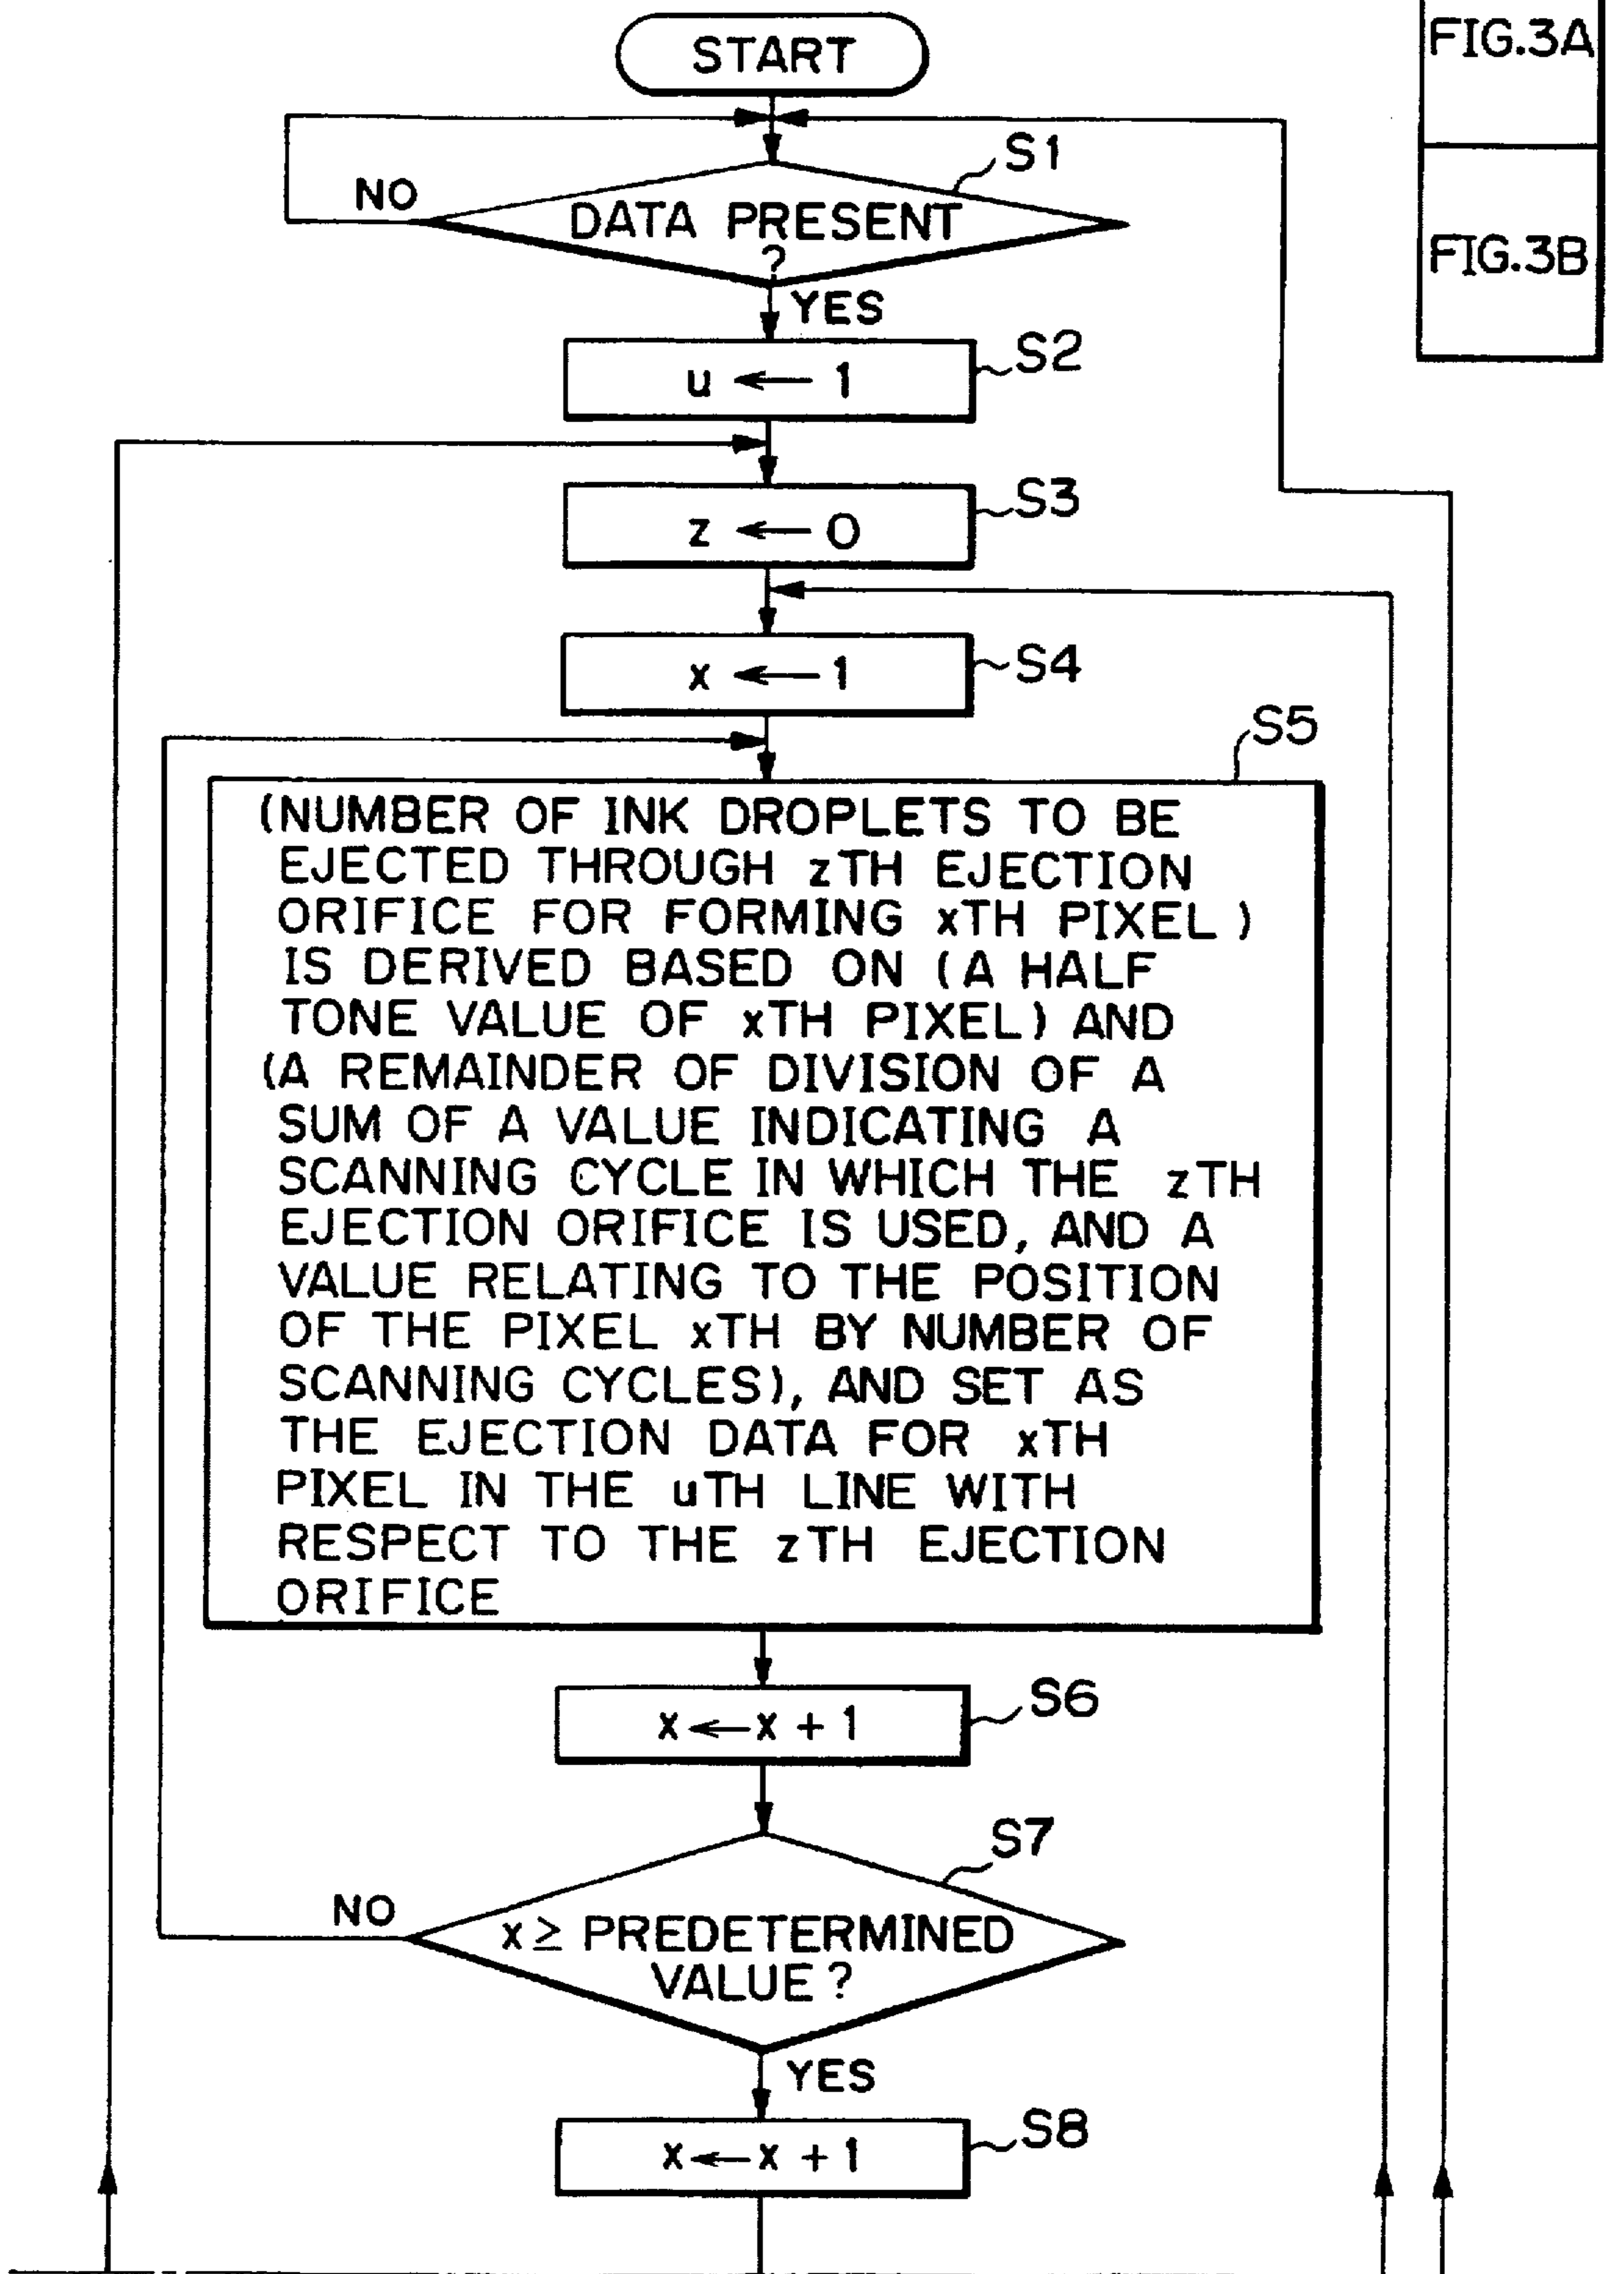 FIG.3A
FIG.3B
START
S1
NO
DATA PRESENT
?
YES
S2
u ← 1
S3
z ← 0
S4
x ← 1
S5
(NUMBER OF INK DROPLETS TO BE
EJECTED THROUGH zTH EJECTION
ORIFICE FOR FORMING xTH PIXEL)
IS DERIVED BASED ON (A HALF
TONE VALUE OF xTH PIXEL) AND
(A REMAINDER OF DIVISION OF A
SUM OF A VALUE INDICATING A
SCANNING CYCLE IN WHICH THE zTH
EJECTION ORIFICE IS USED, AND A
VALUE RELATING TO THE POSITION
OF THE PIXEL xTH BY NUMBER OF
SCANNING CYCLES), AND SET AS
THE EJECTION DATA FOR xTH
PIXEL IN THE uTH LINE WITH
RESPECT TO THE zTH EJECTION
ORIFICE
S6
x ← x + 1
S7
NO
x ≥ PREDETERMINED
VALUE ?
YES
S8
x ← x + 1